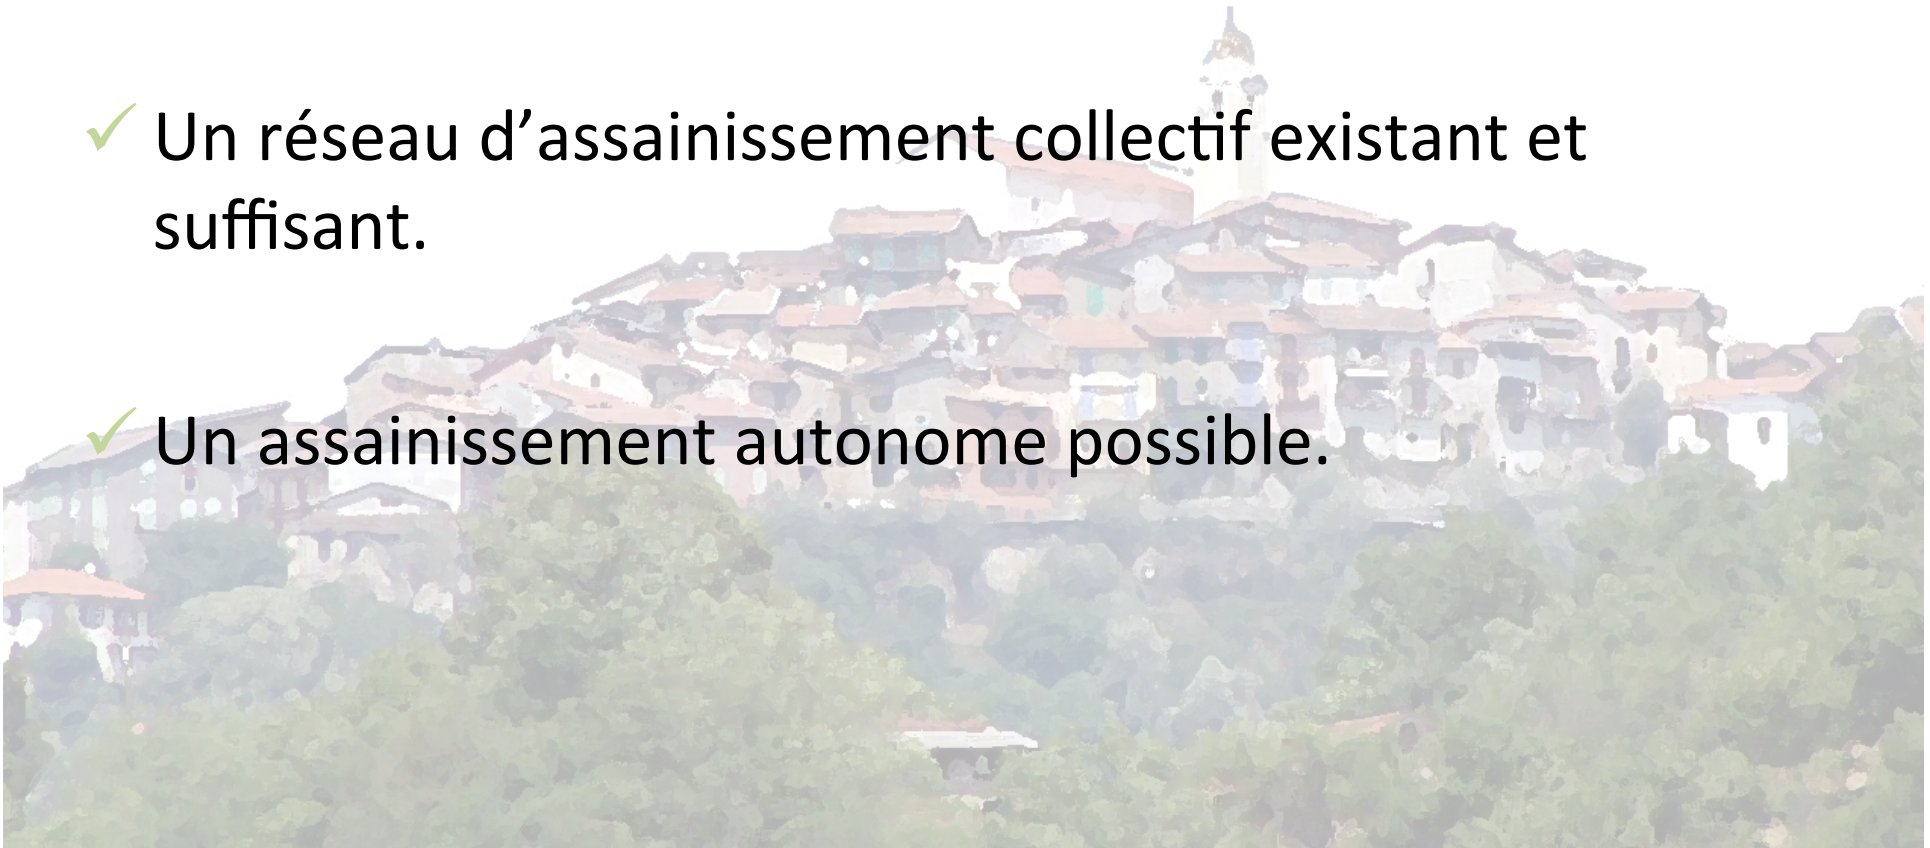 ✓ Un réseau d’assainissement collectif existant et
suffisant.
✓ Un assainissement autonome possible.